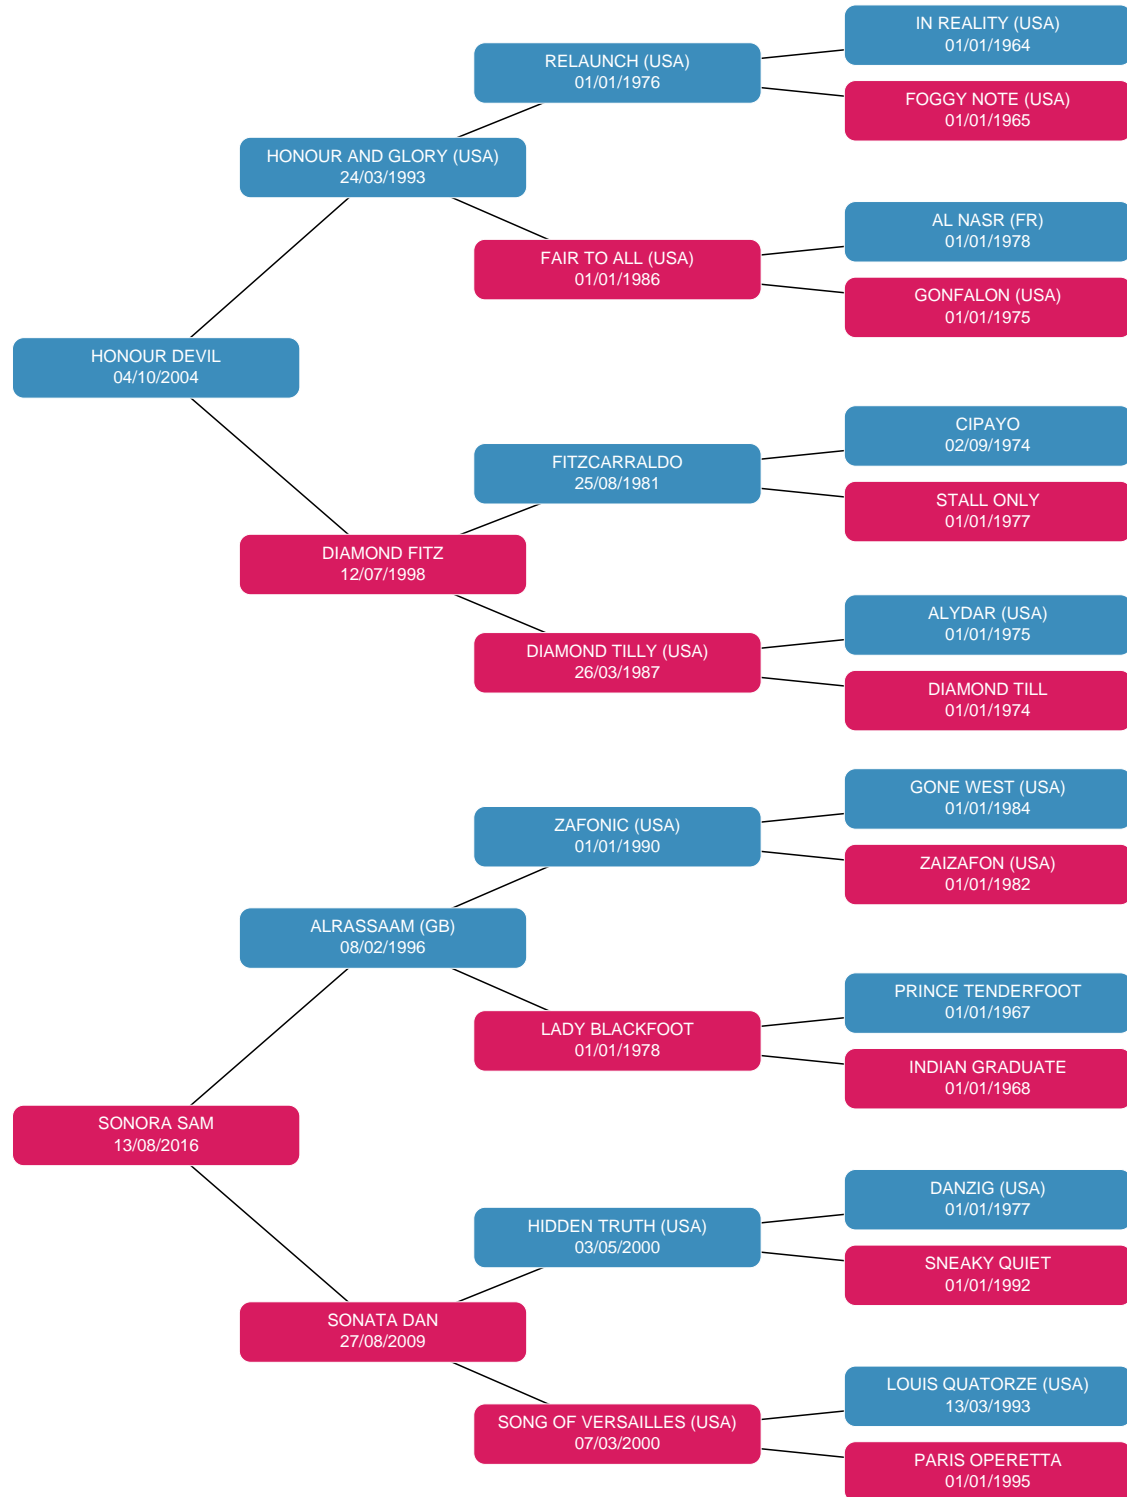 IN REALITY (USA)
01/01/1964
RELAUNCH (USA)
01/01/1976
FOGGY NOTE (USA)
01/01/1965
HONOUR AND GLORY (USA)
24/03/1993
AL NASR (FR)
01/01/1978
FAIR TO ALL (USA)
01/01/1986
GONFALON (USA)
01/01/1975
HONOUR DEVIL
04/10/2004
CIPAYO
02/09/1974
FITZCARRALDO
25/08/1981
STALL ONLY
01/01/1977
DIAMOND FITZ
12/07/1998
ALYDAR (USA)
01/01/1975
DIAMOND TILLY (USA)
26/03/1987
DIAMOND TILL
01/01/1974
GONE WEST (USA)
01/01/1984
ZAFONIC (USA)
01/01/1990
ZAIZAFON (USA)
01/01/1982
ALRASSAAM (GB)
08/02/1996
PRINCE TENDERFOOT
01/01/1967
LADY BLACKFOOT
01/01/1978
INDIAN GRADUATE
01/01/1968
SONORA SAM
13/08/2016
DANZIG (USA)
01/01/1977
HIDDEN TRUTH (USA)
03/05/2000
SNEAKY QUIET
01/01/1992
SONATA DAN
27/08/2009
LOUIS QUATORZE (USA)
13/03/1993
SONG OF VERSAILLES (USA)
07/03/2000
PARIS OPERETTA
01/01/1995